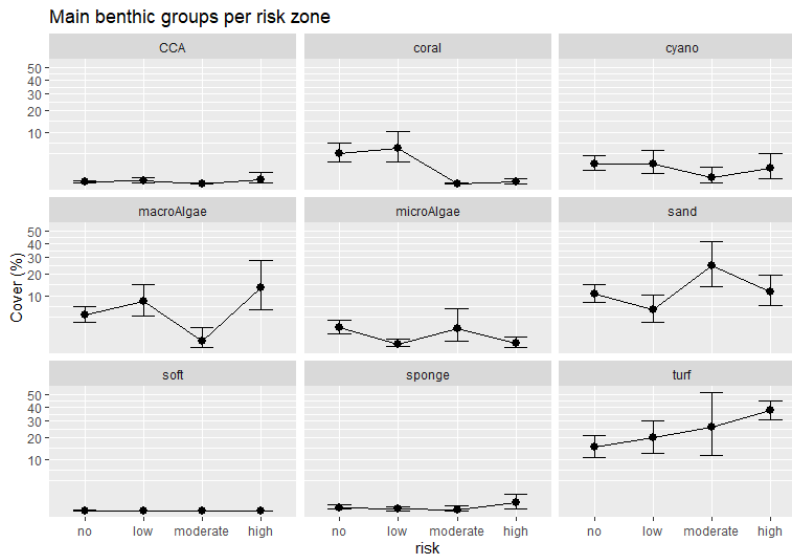 Main benthic groups per risk zone
CCA coral cyano
50
40
30
20
10
macroAlgae microAlgae sand
50
40
30
20
10
Cover (%)
soft sponge turf
50
40
30
20
10
no low moderate high no low moderate high no low moderate high
risk